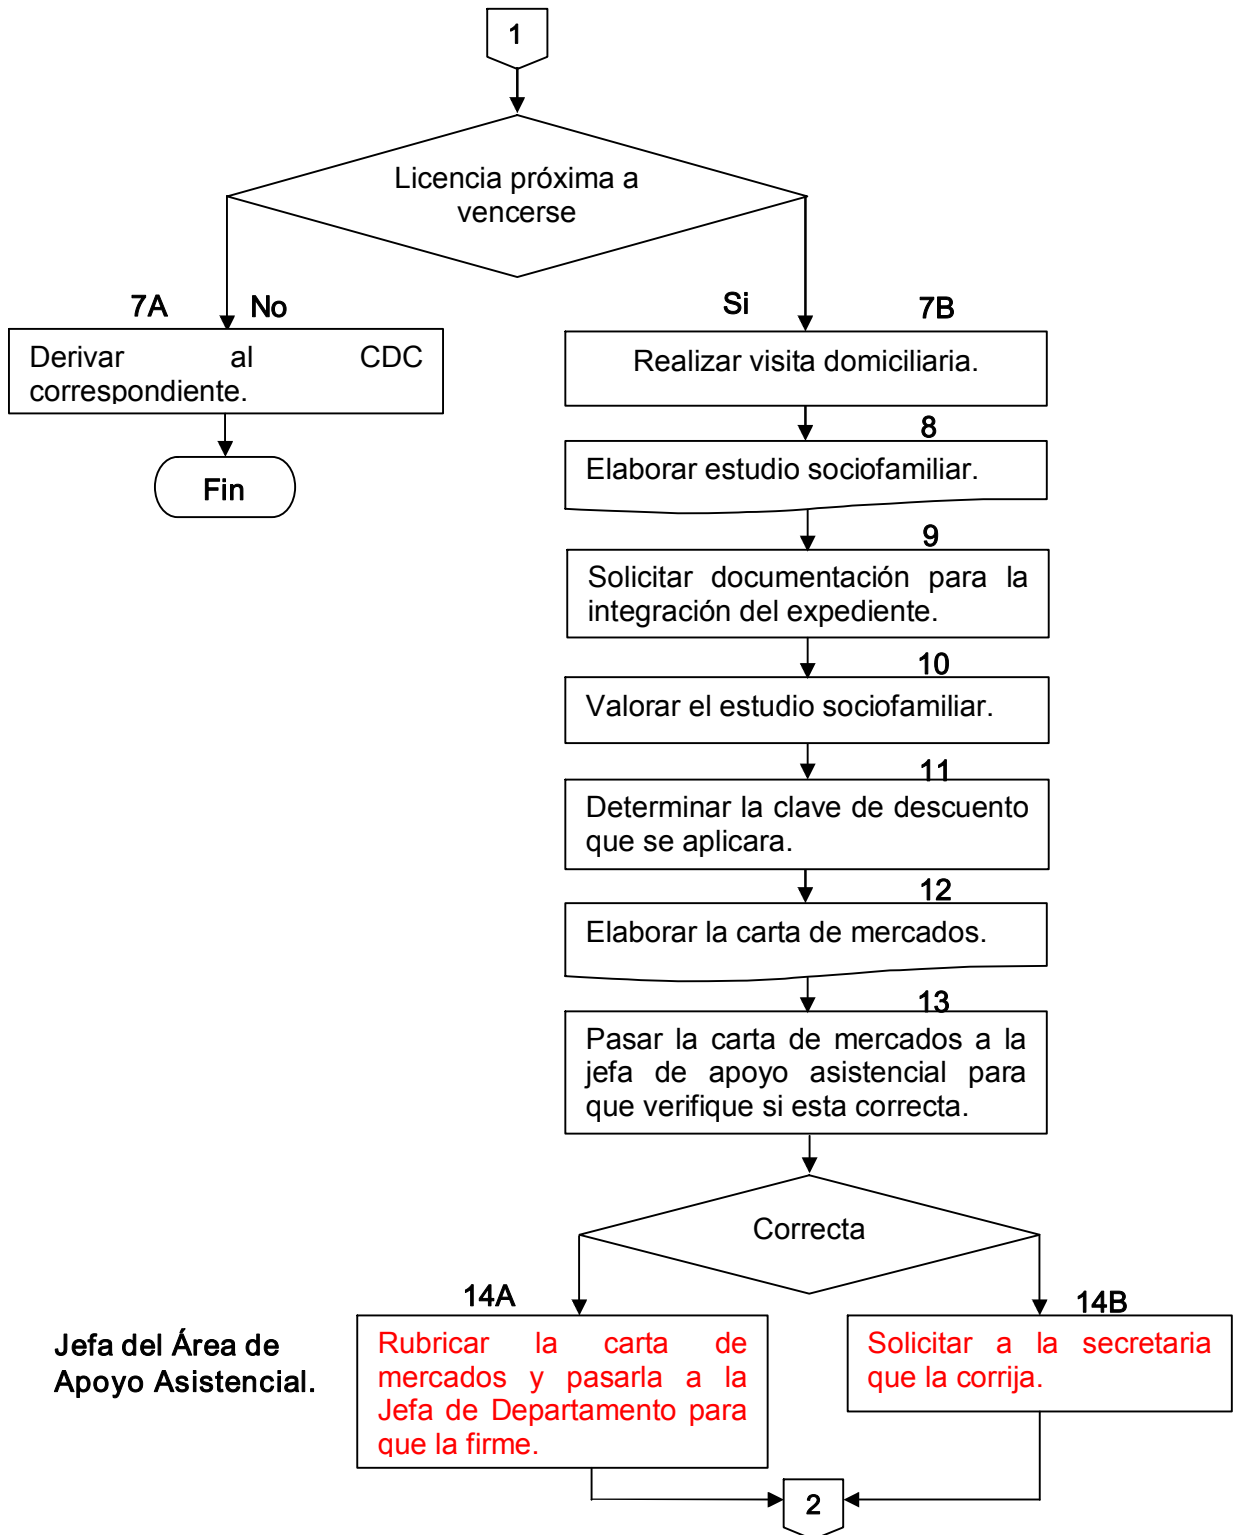 1
Licencia próxima a
vencerse
7A No
Si 7B
Derivar al CDC
correspondiente.
Realizar visita domiciliaria.
Fin
8
Elaborar estudio sociofamiliar.
9
Solicitar documentación para la
integración del expediente.
10
Valorar el estudio sociofamiliar.
11
Determinar la clave de descuento
que se aplicara.
12
Elaborar la carta de mercados.
13
Pasar la carta de mercados a la
jefa de apoyo asistencial para
que verifique si esta correcta.
Correcta
14A
14B
Jefa del Área de
Apoyo Asistencial.
Rubricar la carta de
mercados y pasarla a la
Jefa de Departamento para
que la firme.
Solicitar a la secretaria
que la corrija.
2